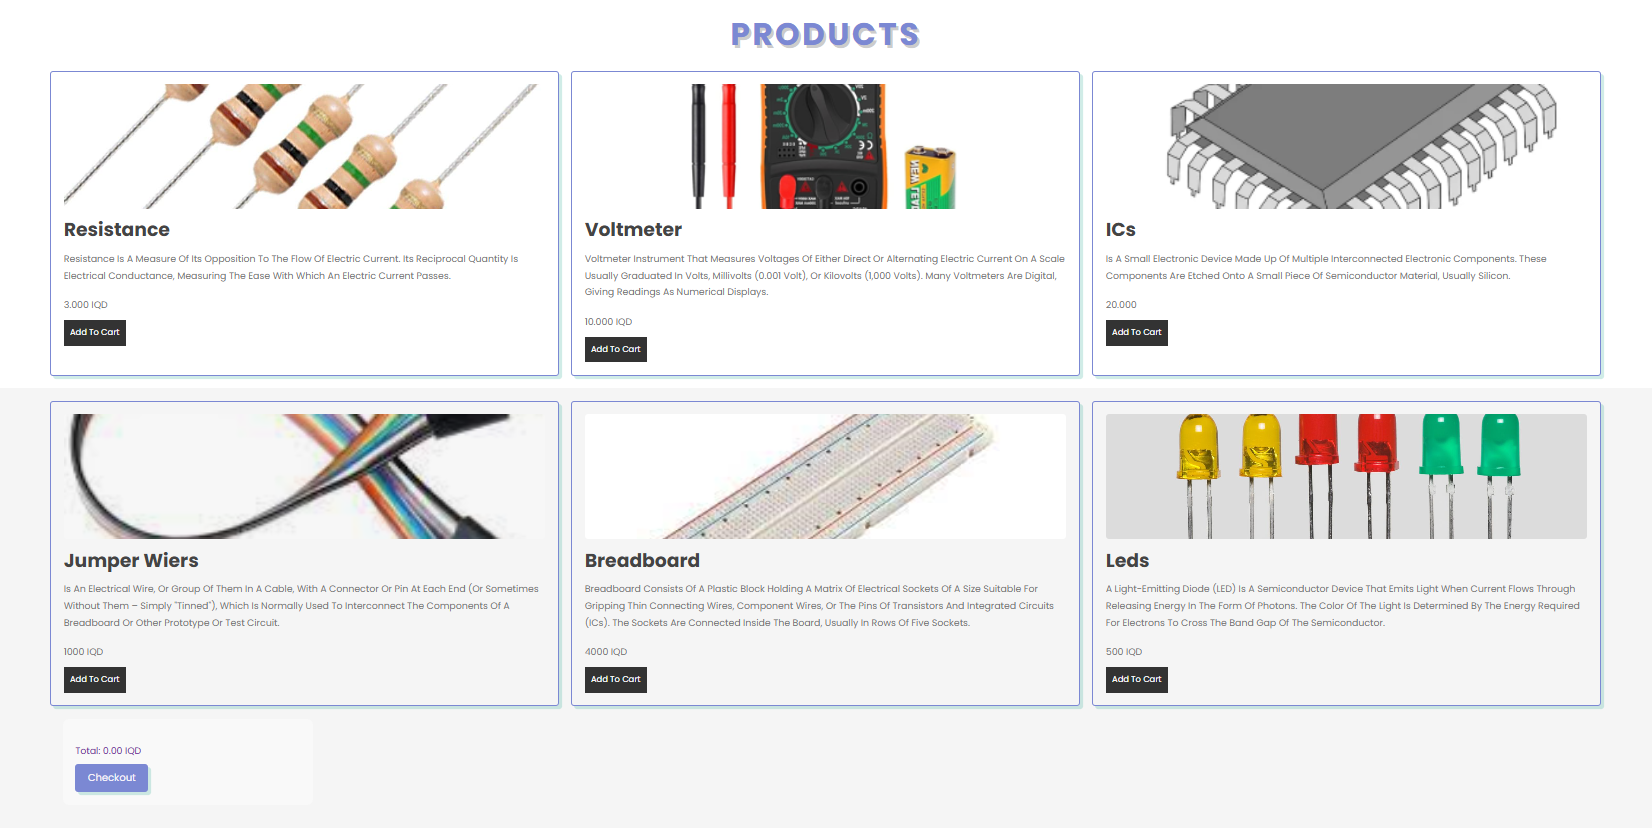 PRODUCTS
Resistance
Resistance Is A Measure Of Its Opposition To The Flow Of Electric Current. Its Reciprocal Quantity Is
Electrical Conductance, Measuring The Ease With Which An Electric Current Passes.
3.000 IQD
Add To Cart
Voltmeter
Voltmeter Instrument That Measures Voltages Of Either Direct Or Alternating Electric Current On A Scale
Usually Graduated In Volts, Millivolts (0.001 Volt), Or Kilovolts (1,000 Volts). Many Voltmeters Are Digital,
Giving Readings As Numerical Displays.
10.000 IQD
Add To Cart
ICs
Is A Small Electronic Device Made Up Of Multiple Interconnected Electronic Components. These
Components Are Etched Onto A Small Piece Of Semiconductor Material, Usually Silicon.
20.000
Add To Cart
Jumper Wiers
Is An Electrical Wire, Or Group Of Them In A Cable, With A Connector Or Pin At Each End (Or Sometimes
Without Them – Simply "Tinned"), Which Is Normally Used To Interconnect The Components Of A
Breadboard Or Other Prototype Or Test Circuit.
1000 IQD
Add To Cart
Breadboard
Breadboard Consists Of A Plastic Block Holding A Matrix Of Electrical Sockets Of A Size Suitable For
Gripping Thin Connecting Wires, Component Wires, Or The Pins Of Transistors And Integrated Circuits
(ICs). The Sockets Are Connected Inside The Board, Usually In Rows Of Five Sockets.
4000 IQD
Add To Cart
Leds
A Light-Emitting Diode (LED) Is A Semiconductor Device That Emits Light When Current Flows Through
Releasing Energy In The Form Of Photons. The Color Of The Light Is Determined By The Energy Required
For Electrons To Cross The Band Gap Of The Semiconductor.
500 IQD
Add To Cart
Total: 0.00 IQD
Checkout